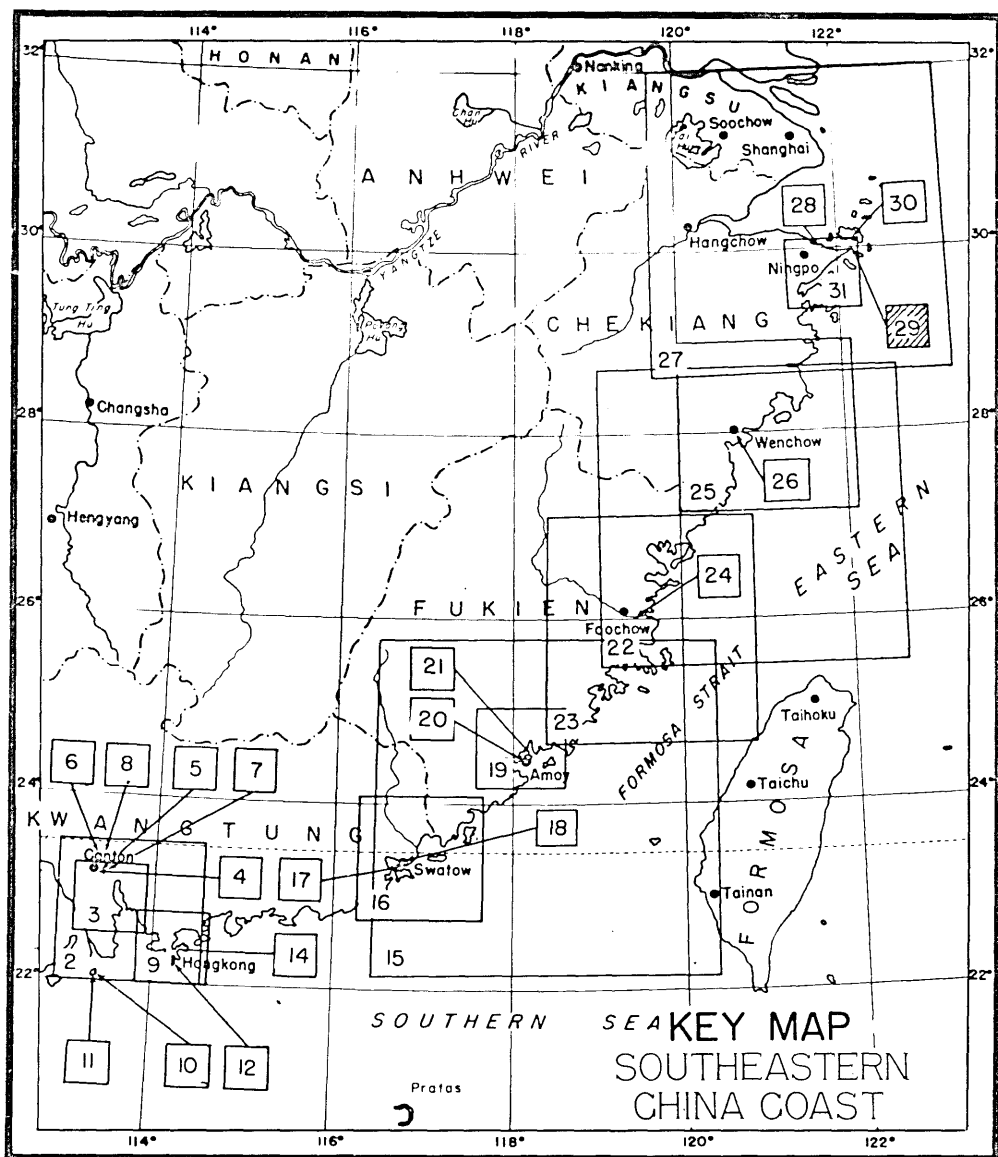 114° 116° 118° 120° 122°
32° 32°
HONAN
Nanking
KIANGSU
Soochow
Shanghai
Tai Hu
RIVER
ANHWEI
YANGTZE
28
30
30° 30°
Hangchow
Ningpo
31
29
Tung Ting
Hu
Poyang
Hu
CHEKIANG
27
Changsha
28° 28°
Wenchow
26
25
KIANGSI
Hengyang
EASTERN
SEA
24
26° 26°
FUKIEN
Foochow
22
21
20
23
FORMOSA STRAIT
Taihoku
19
Amoy
Taichu
6
8
5
7
24° 24°
KWANGTUNG
18
Canton
4
17
Swatow
16
Tainan
FORMOSA
3
2
9
Hongkong
14
15
22° 22°
11
10
12
SOUTHERN SEA
KEY MAP
SOUTHEASTERN
CHINA COAST
Pratas
114° 116° 118° 120° 122°